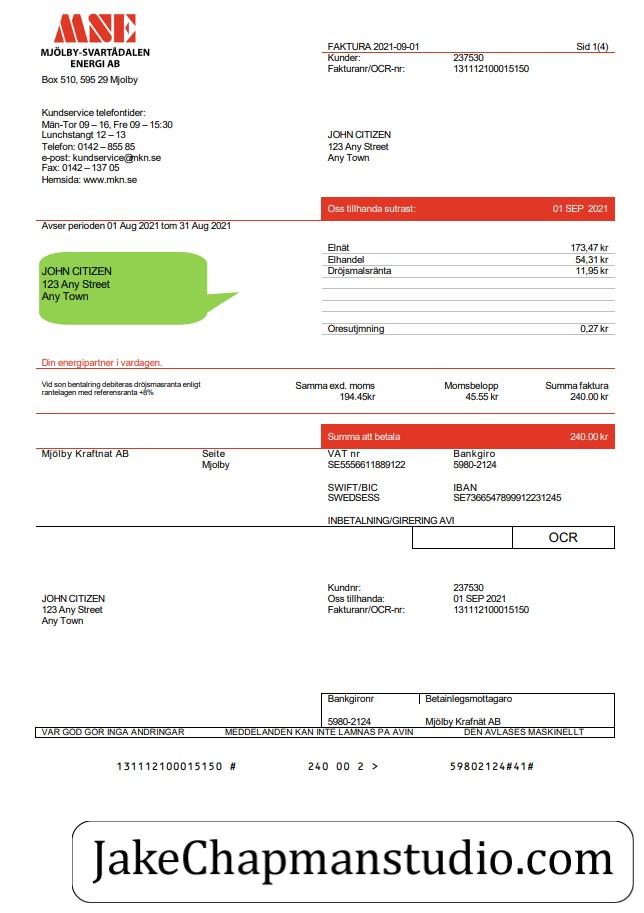 MSE
MJÖLBY-SVARTÅDALEN
ENERGI AB
Box 510, 595 29 Mjolby
FAKTURA 2021-09-01 Sid 1(4)
Kunder: 237530
Fakturanr/OCR-nr: 131112100015150
Kundservice telefontider:
Mån-Tor 09 – 16, Fre 09 – 15:30
Lunchstangt 12 – 13
Telefon: 0142 – 855 85
e-post: kundservice@mkn.se
Fax: 0142 – 137 05
Hemsida: www.mkn.se
JOHN CITIZEN
123 Any Street
Any Town
Oss tillhanda sutrast: 01 SEP 2021
Avser perioden 01 Aug 2021 tom 31 Aug 2021
JOHN CITIZEN
123 Any Street
Any Town
Elnät 173,47 kr
Elhandel 54,31 kr
Dröjsmalsränta 11,95 kr
Oresutjmning 0,27 kr
Din energipartner i vardagen.
Vid son bentalring debiteras dröjsmasranta enligt
rantelagen med referensranta +8%
Samma exd. moms Momsbelopp Summa faktura
194.45kr 45.55 kr 240.00 kr
Summa att betala 240.00 kr
Mjölby Kraftnat AB Seite VAT nr Bankgiro
Mjolby SE5556611889122 5980-2124
SWIFT/BIC IBAN
SWEDSESS SE7366547899912231245
INBETALNING/GIRERING AVI
OCR
JOHN CITIZEN
123 Any Street
Any Town
Kundnr: 237530
Oss tillhanda: 01 SEP 2021
Fakturanr/OCR-nr: 131112100015150
Bankgironr Betainlegsmottagaro
5980-2124 Mjölby Krafnät AB
VAR GOD GOR INGA ANDRINGAR MEDDELANDEN KAN INTE LAMNAS PA AVIN DEN AVLASES MASKINELLT
131112100015150 # 240 00 2 > 59802124#41#
JakeChapmanstudio.com